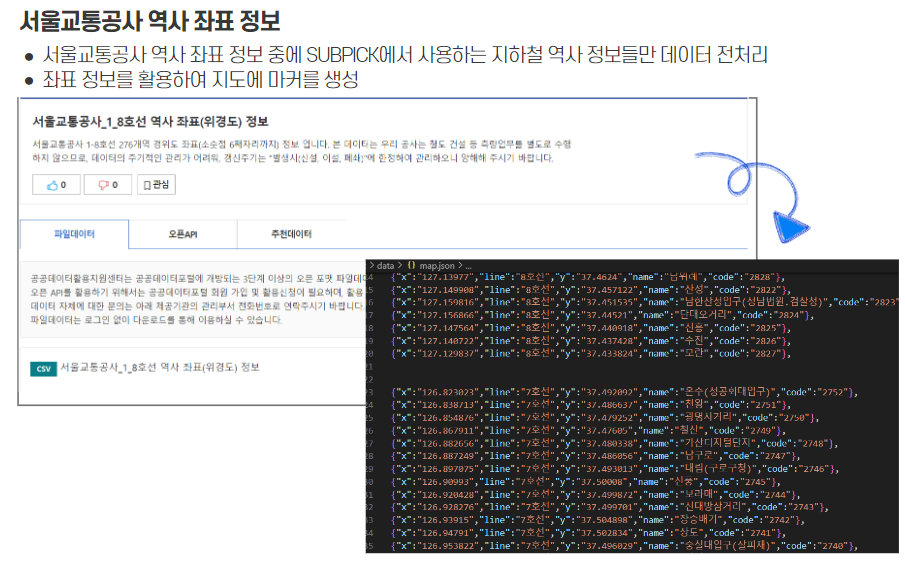 서울교통공사 역사 좌표 정보
● 서울교통공사 역사 좌표 정보 중에 SUBPICK에서 사용하는 지하철 역사 정보들만 데이터 전처리
● 좌표 정보를 활용하여 지도에 마커를 생성
서울교통공사_1_8호선 역사 좌표(위경도) 정보
서울교통공사 1-8호선 276개역 경위도 좌표(소숫점 6째자리까지) 정보 입니다. 본 데이터는 우리 공사는 철도 건설 등 측량업무를 별도로 수행
하지 않으므로, 데이터의 주기적인 관리가 어려워, 갱신주기는 "발생시(신설, 이설, 폐쇄)"에 한정하여 관리하오니 양해해 주시기 바랍니다.
0 0 관심
파일데이터 오픈API 추천데이터
공공데이터활용지원센터는 공공데이터포털에 개방되는 3단계 이상의 오픈 포맷 파일데이
오픈 API를 활용하기 위해서는 공공데이터포털 회원 가입 및 활용신청이 필요하며, 활용
데이터 자체에 대한 문의는 아래 제공기관의 관리부서 전화번호로 연락주시기 바랍니다.
파일데이터는 로그인 없이 다운로드를 통해 이용하실 수 있습니다.
CSV 서울교통공사_1_8호선 역사 좌표(위경도) 정보
> data > {} map.json > ...
14 {"x":"127.13977","line":"8호선","y":"37.4624","name":"남위례","code":"2828"},
15 {"x":"127.149908","line":"8호선","y":"37.457122","name":"산성","code":"2822"},
16 {"x":"127.159816","line":"8호선","y":"37.451535","name":"남한산성입구(성남법원.검찰청)","code":"2823"
17 {"x":"127.156866","line":"8호선","y":"37.44521","name":"단대오거리","code":"2824"},
18 {"x":"127.147564","line":"8호선","y":"37.440918","name":"신흥","code":"2825"},
19 {"x":"127.140722","line":"8호선","y":"37.437428","name":"수진","code":"2826"},
20 {"x":"127.129837","line":"8호선","y":"37.433824","name":"모란","code":"2827"},
21
22
23 {"x":"126.823023","line":"7호선","y":"37.492092","name":"온수(성공회대입구)","code":"2752"},
24 {"x":"126.838713","line":"7호선","y":"37.486637","name":"천왕","code":"2751"},
25 {"x":"126.854876","line":"7호선","y":"37.479252","name":"광명사거리","code":"2750"},
26 {"x":"126.867911","line":"7호선","y":"37.47605","name":"철산","code":"2749"},
27 {"x":"126.882656","line":"7호선","y":"37.480338","name":"가산디지털단지","code":"2748"},
28 {"x":"126.887249","line":"7호선","y":"37.486056","name":"남구로","code":"2747"},
29 {"x":"126.897075","line":"7호선","y":"37.493013","name":"대림(구로구청)","code":"2746"},
30 {"x":"126.90993","line":"7호선","y":"37.50008","name":"신풍","code":"2745"},
31 {"x":"126.920428","line":"7호선","y":"37.499872","name":"보라매","code":"2744"},
32 {"x":"126.928276","line":"7호선","y":"37.499701","name":"신대방삼거리","code":"2743"},
33 {"x":"126.93915","line":"7호선","y":"37.504898","name":"장승배기","code":"2742"},
34 {"x":"126.94791","line":"7호선","y":"37.502834","name":"상도","code":"2741"},
35 {"x":"126.953822","line":"7호선","y":"37.496029","name":"숭실대입구(살피재)","code":"2740"},